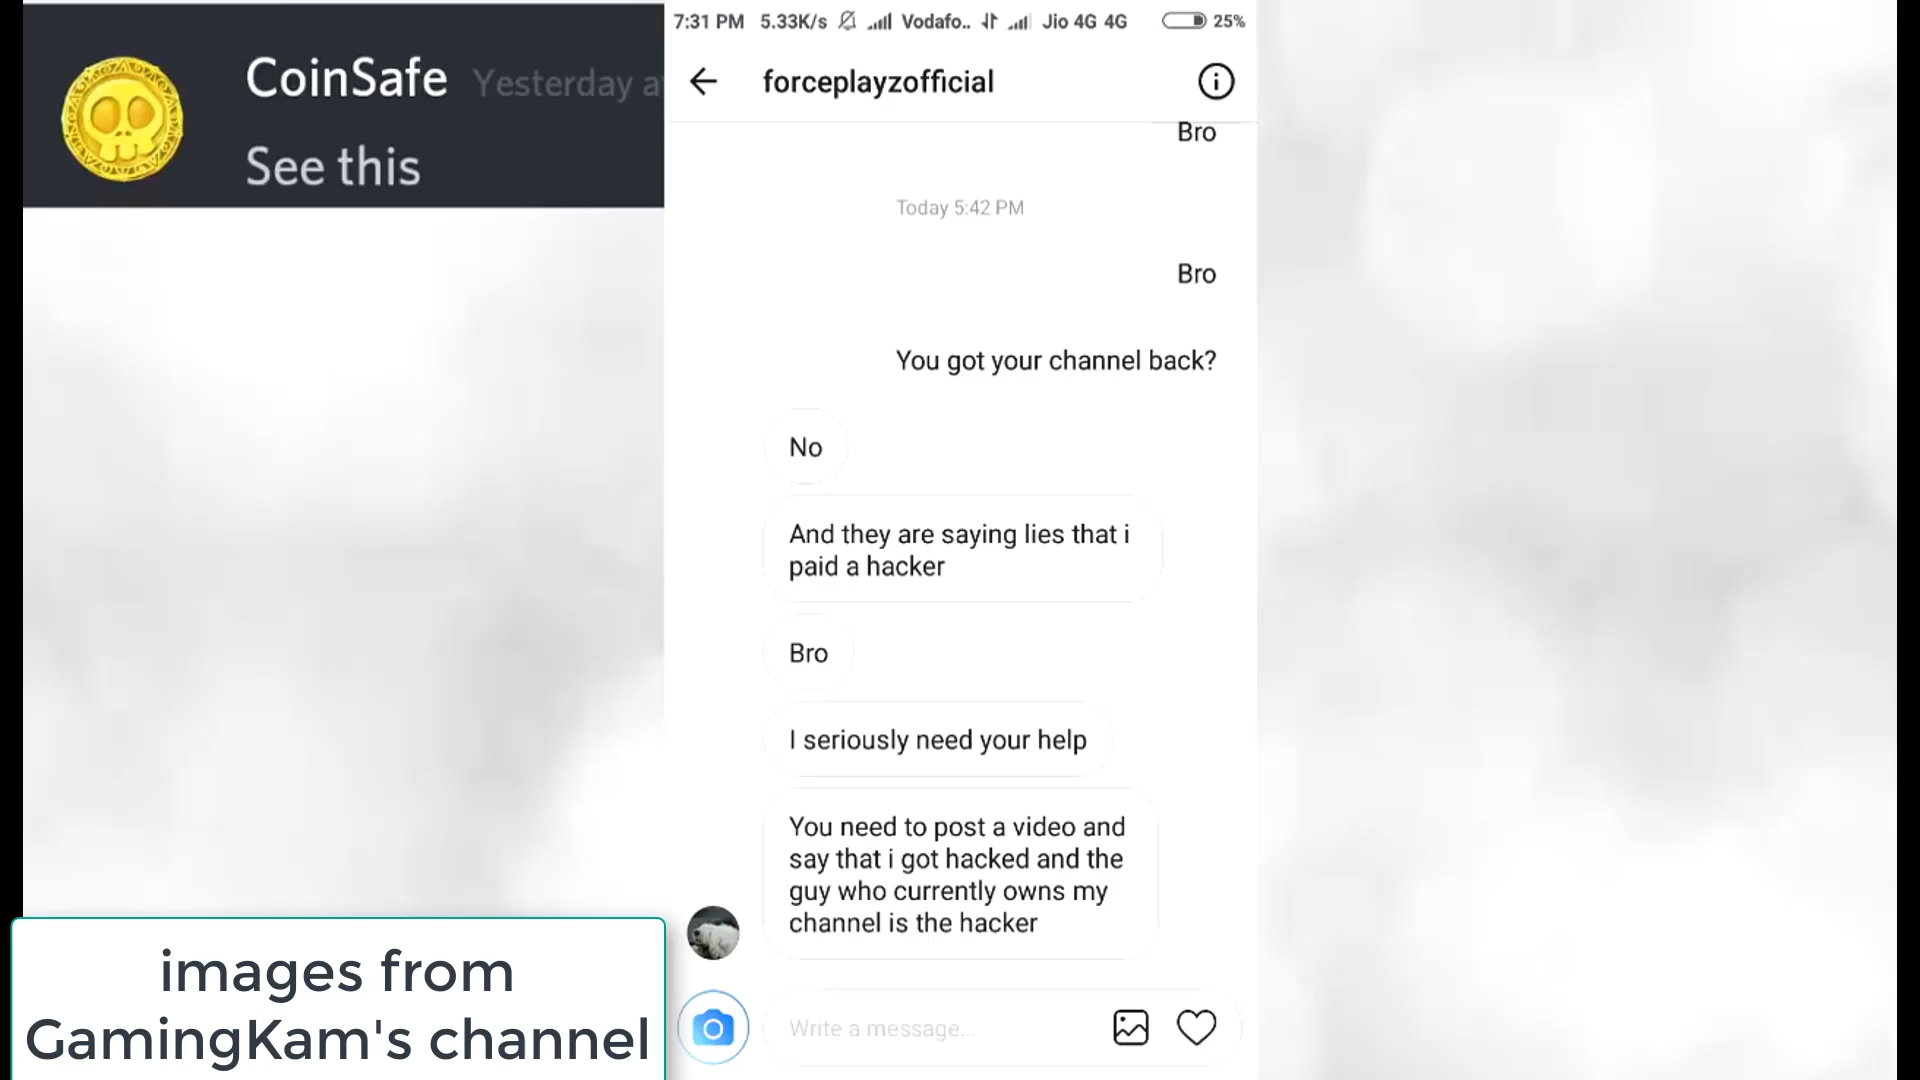 CoinSafe Yesterday a
See this
7:31 PM 5.33K/s Vodafo.. Jio 4G 4G 25%
forceplayzofficial
Bro
Today 5:42 PM
Bro
You got your channel back?
No
And they are saying lies that i
paid a hacker
Bro
I seriously need your help
You need to post a video and
say that i got hacked and the
guy who currently owns my
channel is the hacker
Write a message...
images from
GamingKam's channel